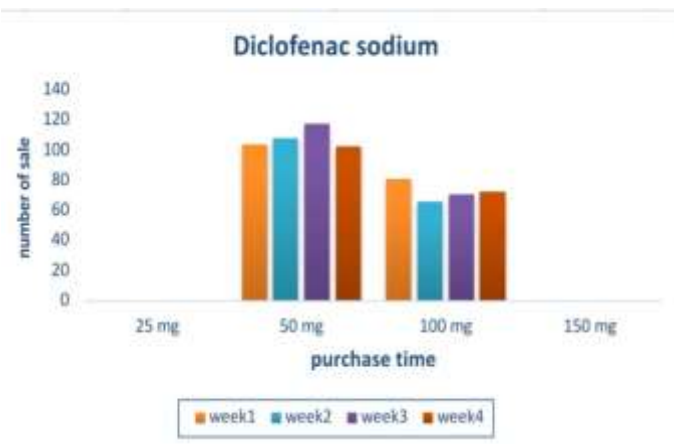 Diclofenac sodium
number of sale
140
120
100
80
60
40
20
0
25 mg 50 mg 100 mg 150 mg
purchase time
week1 week2 week3 week4